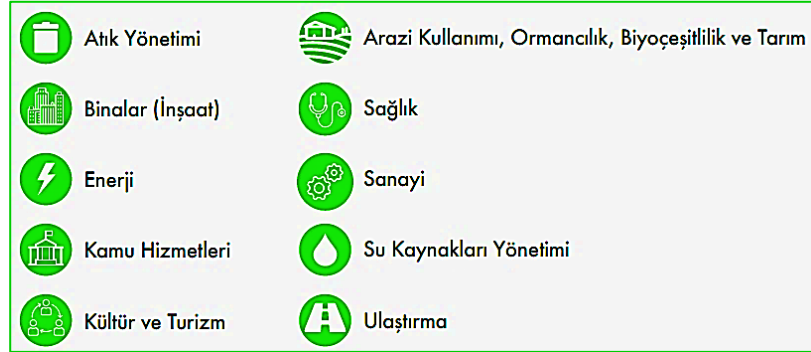 Atık Yönetimi
Arazi Kullanımı, Ormancılık, Biyoçeşitlilik ve Tarım
Binalar (İnşaat)
Sağlık
Enerji
Sanayi
Kamu Hizmetleri
Su Kaynakları Yönetimi
Kültür ve Turizm
Ulaştırma